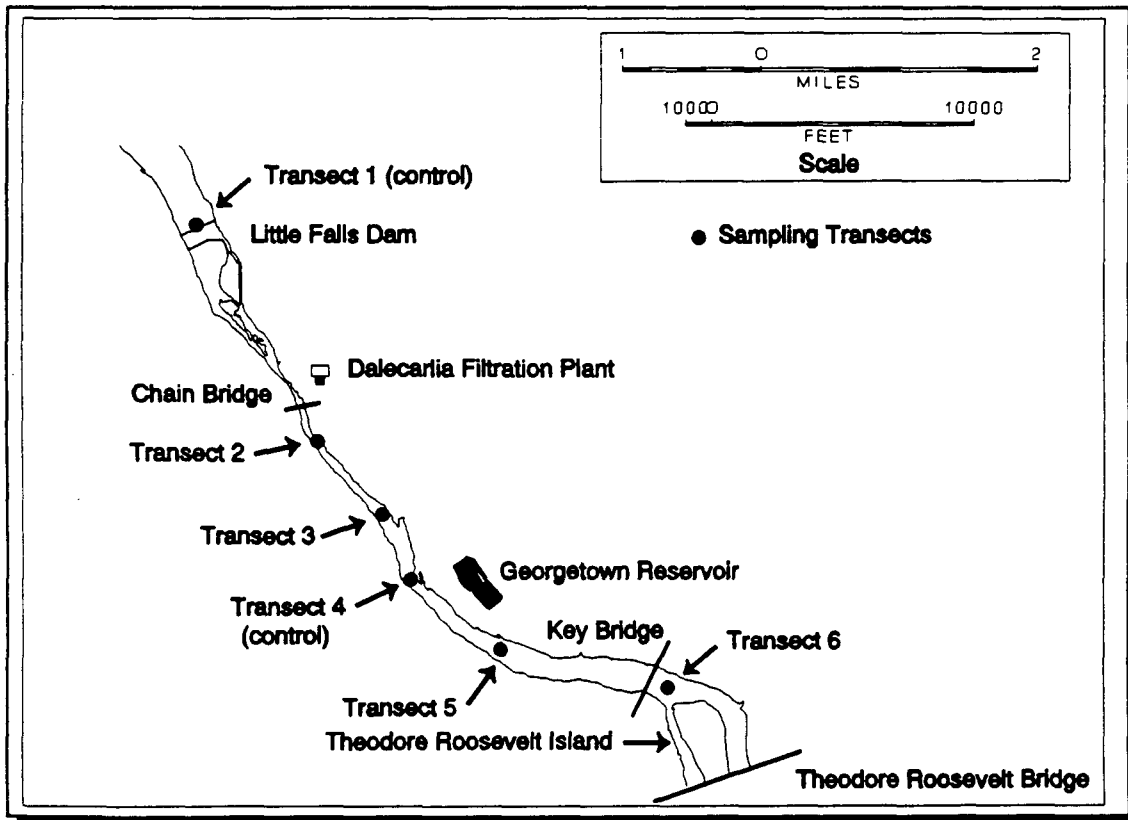 1 0 2
MILES
10000 10000
FEET
Scale
Transect 1 (control)
Little Falls Dam
Sampling Transects
Dalecarlia Filtration Plant
Chain Bridge
Transect 2
Transect 3
Georgetown Reservoir
Transect 4
(control)
Key Bridge
Transect 6
Transect 5
Theodore Roosevelt Island
Theodore Roosevelt Bridge